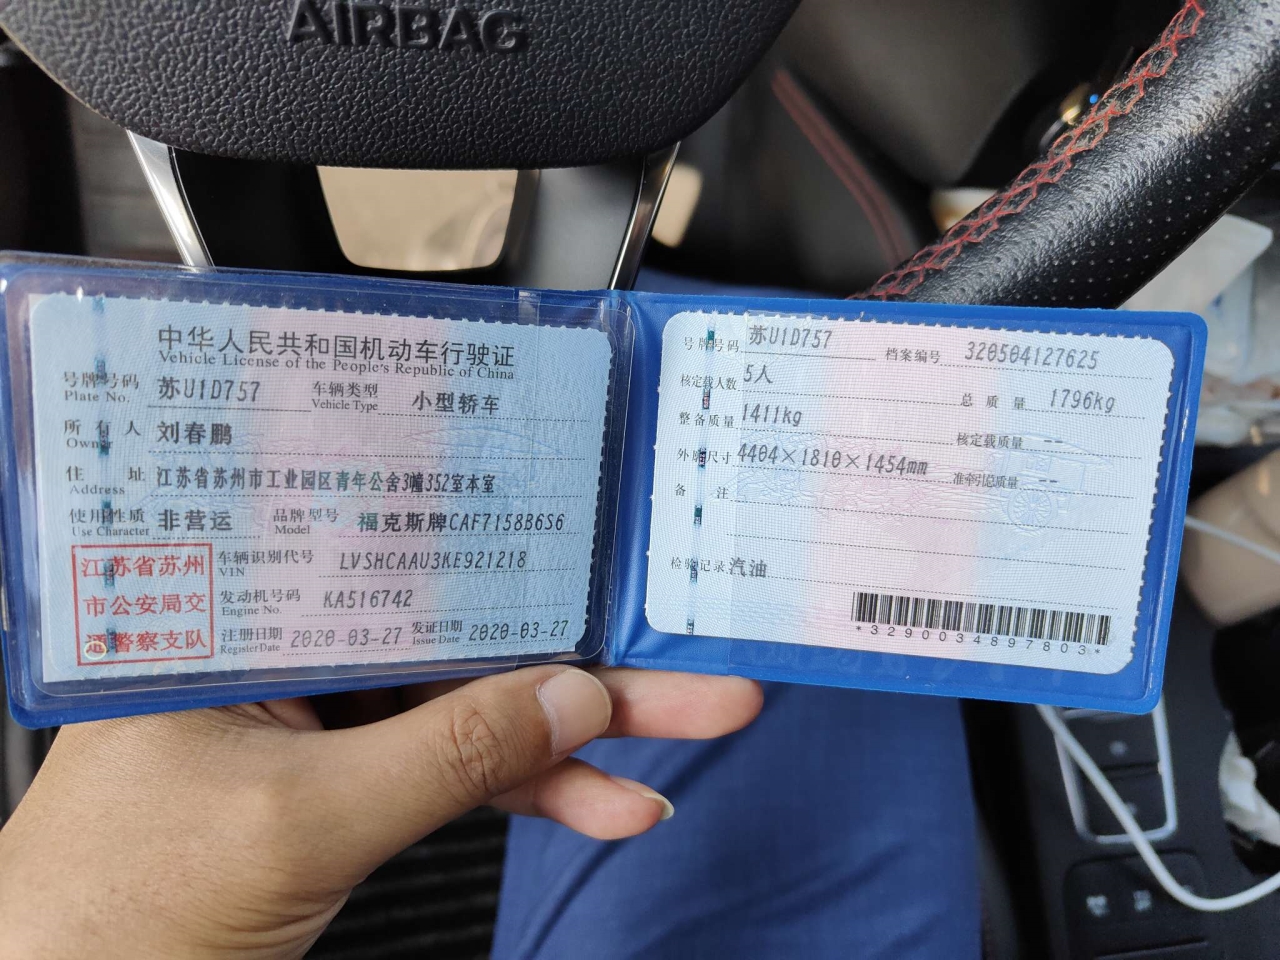 AIRBAG
中华人民共和国机动车行驶证
Vehicle License of the People's Republic of China
号牌号码 苏U1D757 车辆类型 小型轿车
Plate No. Vehicle Type
所有人 刘春鹏
Owner
住址 江苏省苏州市工业园区青年公舍3幢352室本室
Address
使用性质 非营运 品牌型号 福克斯牌CAF7158B6S6
Use Character Model
江苏省苏州
市公安局交
通警察支队
车辆识别代号 LVSHCAAU3KE921218
VIN
发动机号码 KA516742
Engine No.
注册日期 2020-03-27 发证日期 2020-03-27
Register Date Issue Date
号牌号码 苏U1D757 档案编号 320504127625
核定载人数 5人 总质量 1796kg
整备质量 1411kg 核定载质量 --
外廓尺寸 4404×1810×1454mm 准牵引总质量 --
备注
检验记录 汽油
*3290034897803*